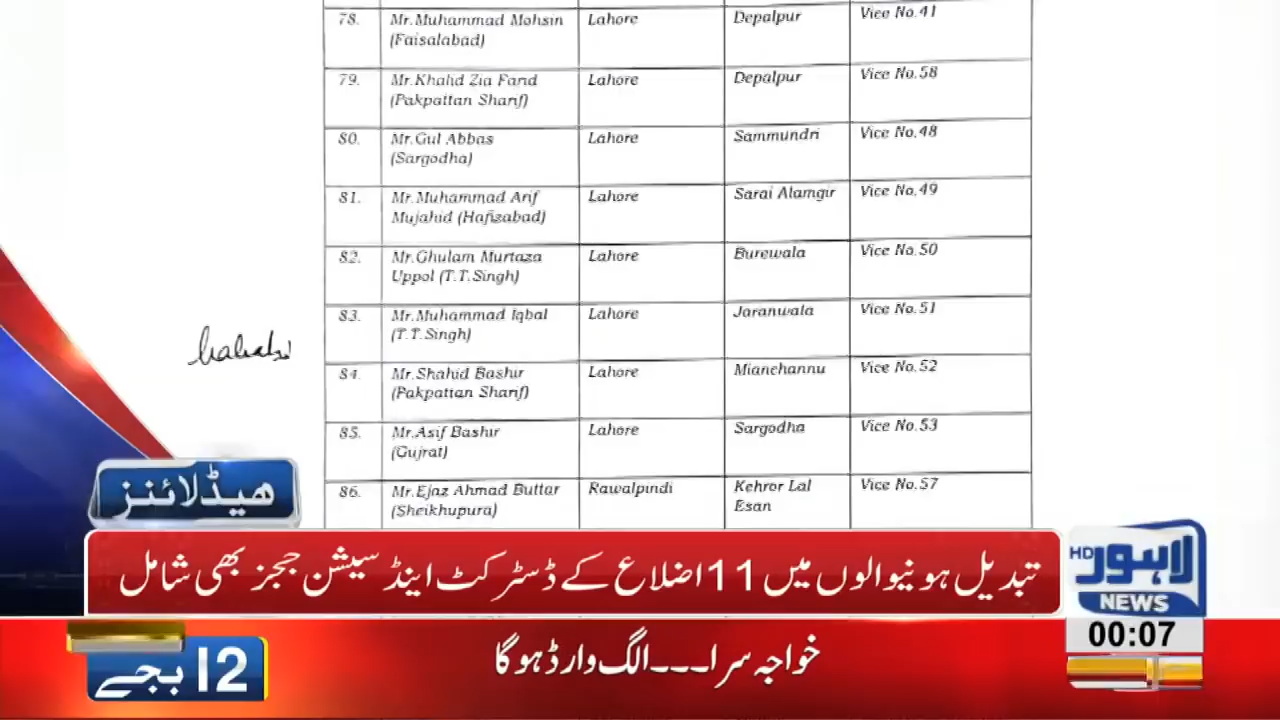 78. Mr.Muhammad Mohsin Lahore Depalpur Vice No.41
(Faisalabad)
79. Mr.Khalid Zia Farid Lahore Depalpur Vice No.58
(Pakpattan Sharif)
80. Mr.Gul Abbas Lahore Sammundri Vice No.48
(Sargodha)
81. Mr.Muhammad Arif Lahore Sarai Alamgir Vice No.49
Mujahid (Hafizabad)
82. Mr.Ghulam Murtaza Lahore Burewala Vice No.50
Uppol (T.T.Singh)
83. Mr.Muhammad Iqbal Lahore Jaranwala Vice No.51
(T.T.Singh)
84. Mr.Shahid Bashir Lahore Mianchannu Vice No.52
(Pakpattan Sharif)
85. Mr.Asif Bashir Lahore Sargodha Vice No.53
(Gujrat)
86. Mr.Ejaz Ahmad Buttar Rawalpindi Kehror Lal Vice No.57
(Sheikhupura) Esan
ھیڈلائنز
تبدیل ہونیوالوں میں 11 اضلاع کے ڈسٹرکٹ اینڈ سیشن ججز بھی شامل
لاہور HD
NEWS
00:07
12 بجے
خواجہ سرا۔۔۔الگ وارڈ ہوگا